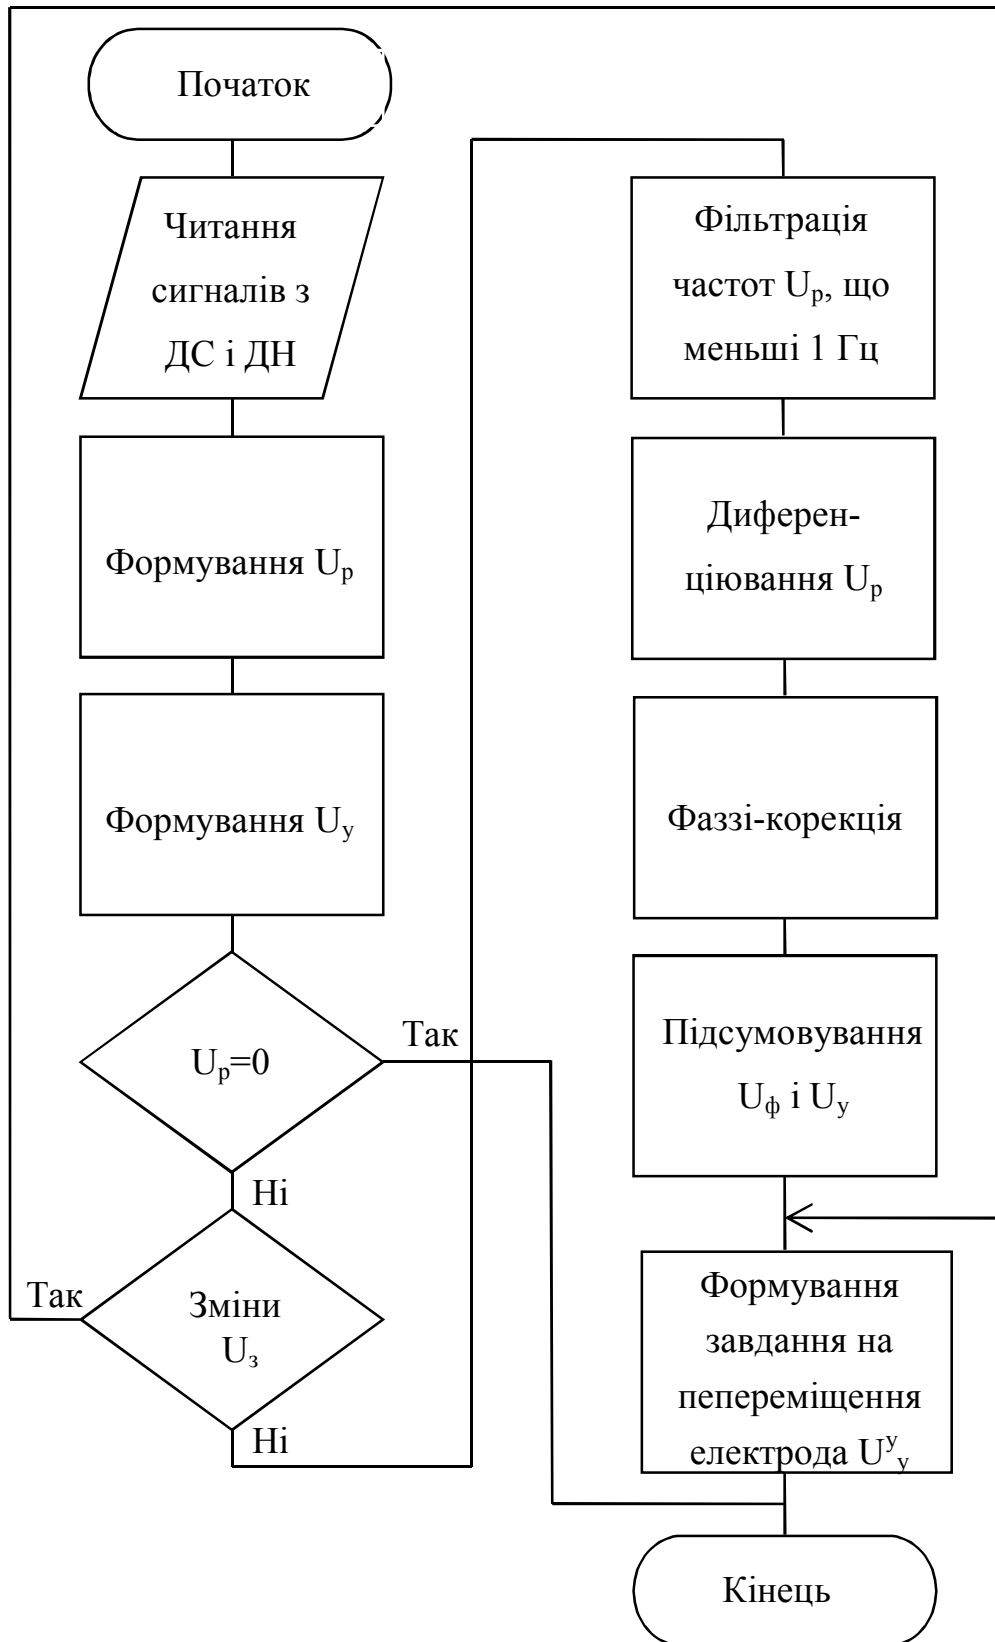 Початок
Читання
сигналів з
ДС і ДН
Формування Uр
Формування Uу
Uр=0
Так
Ні
Зміни
Uз
Так
Ні
Фільтрація
частот Uр, що
меньші 1 Гц
Диферен-
ціювання Uр
Фаззі-корекція
Підсумовування
Uф і Uу
Формування
завдання на
пепереміщення
електрода Uуу
Кінець